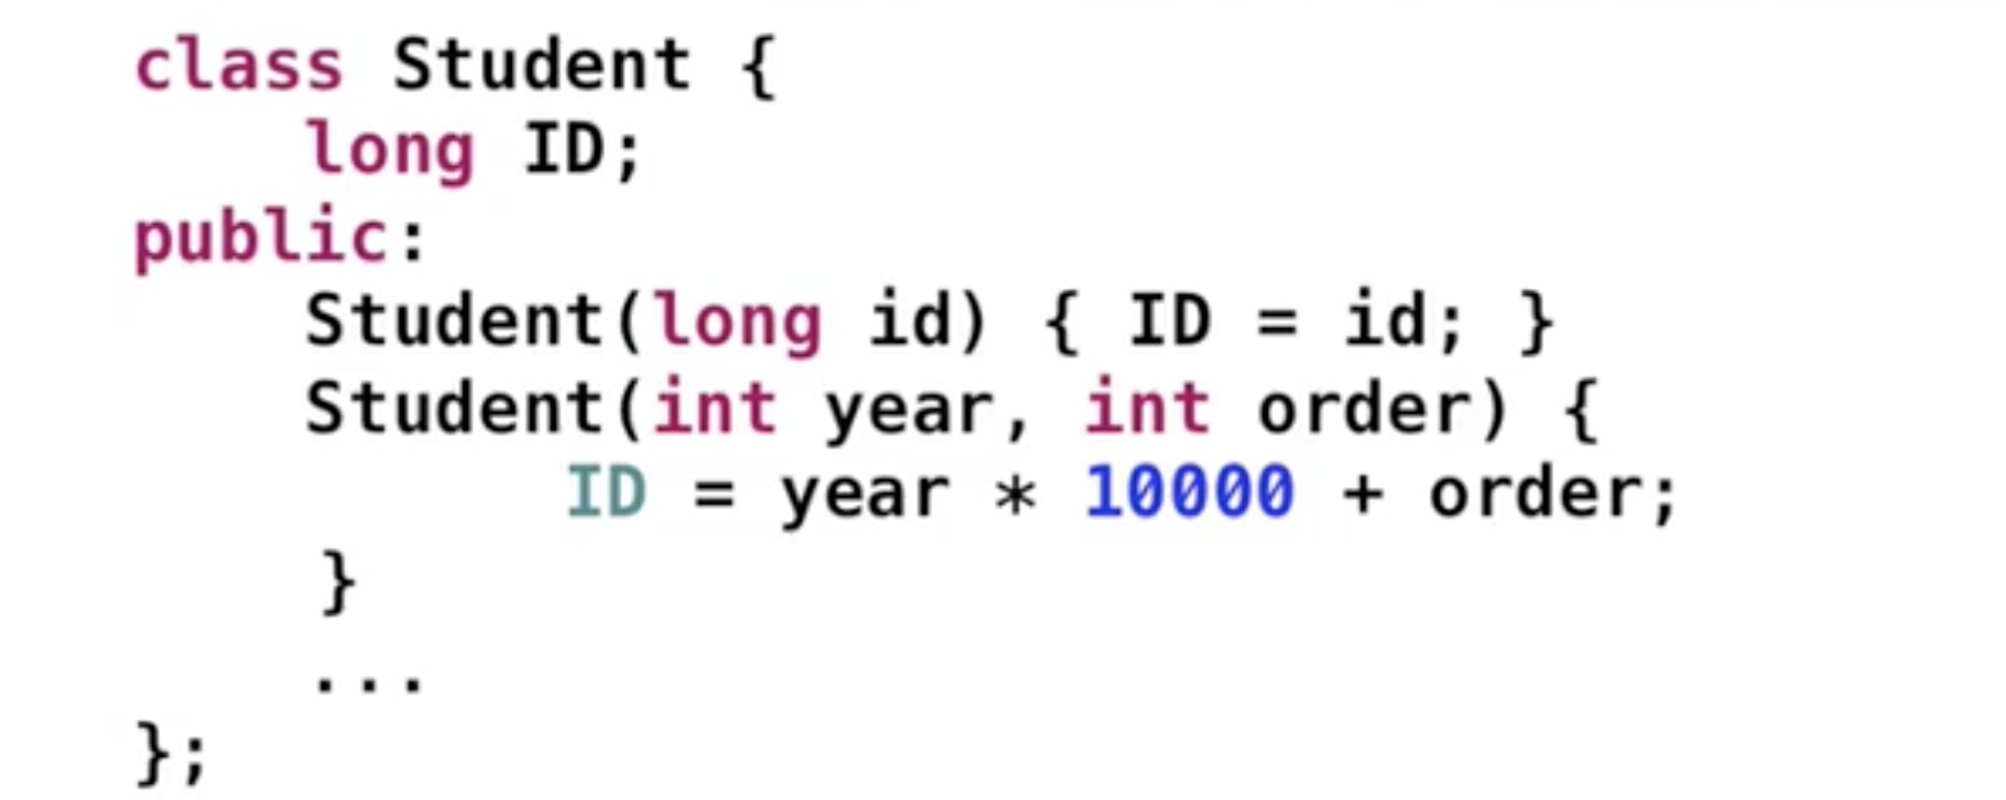 class Student {
    long ID;
public:
    Student(long id) { ID = id; }
    Student(int year, int order) {
          ID = year * 10000 + order;
    }
    ...
};